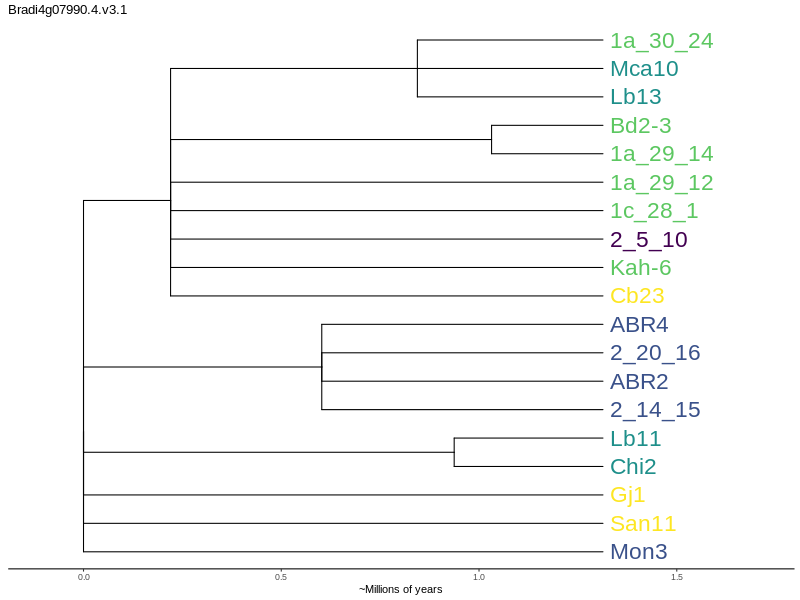 Bradi4g07990.4.v3.1
1a_30_24
Mca10
Lb13
Bd2-3
1a_29_14
1a_29_12
1c_28_1
2_5_10
Kah-6
Cb23
ABR4
2_20_16
ABR2
2_14_15
Lb11
Chi2
Gj1
San11
Mon3
0.0 0.5 1.0 1.5
~Millions of years